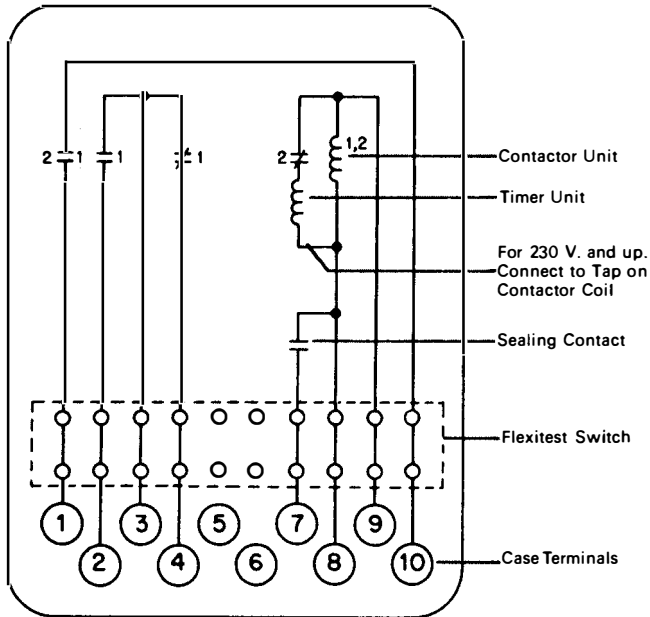 2 1 1 1 2 1,2
Contactor Unit
Timer Unit
For 230 V. and up.
Connect to Tap on
Contactor Coil
Sealing Contact
Flexitest Switch
1 3 5 7 9
2 4 6 8 10
Case Terminals